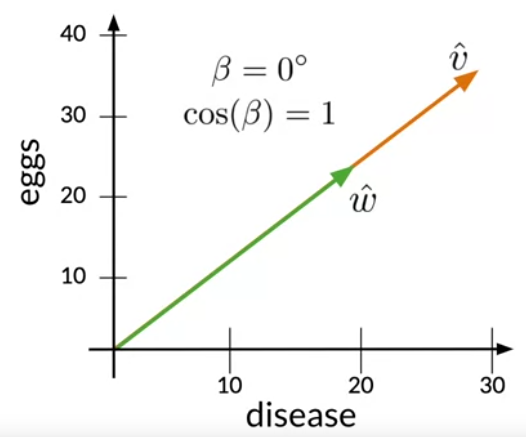 40
β = 0°
v̂
30
cos(β) = 1
eggs
20
ŵ
10
10 20 30
disease